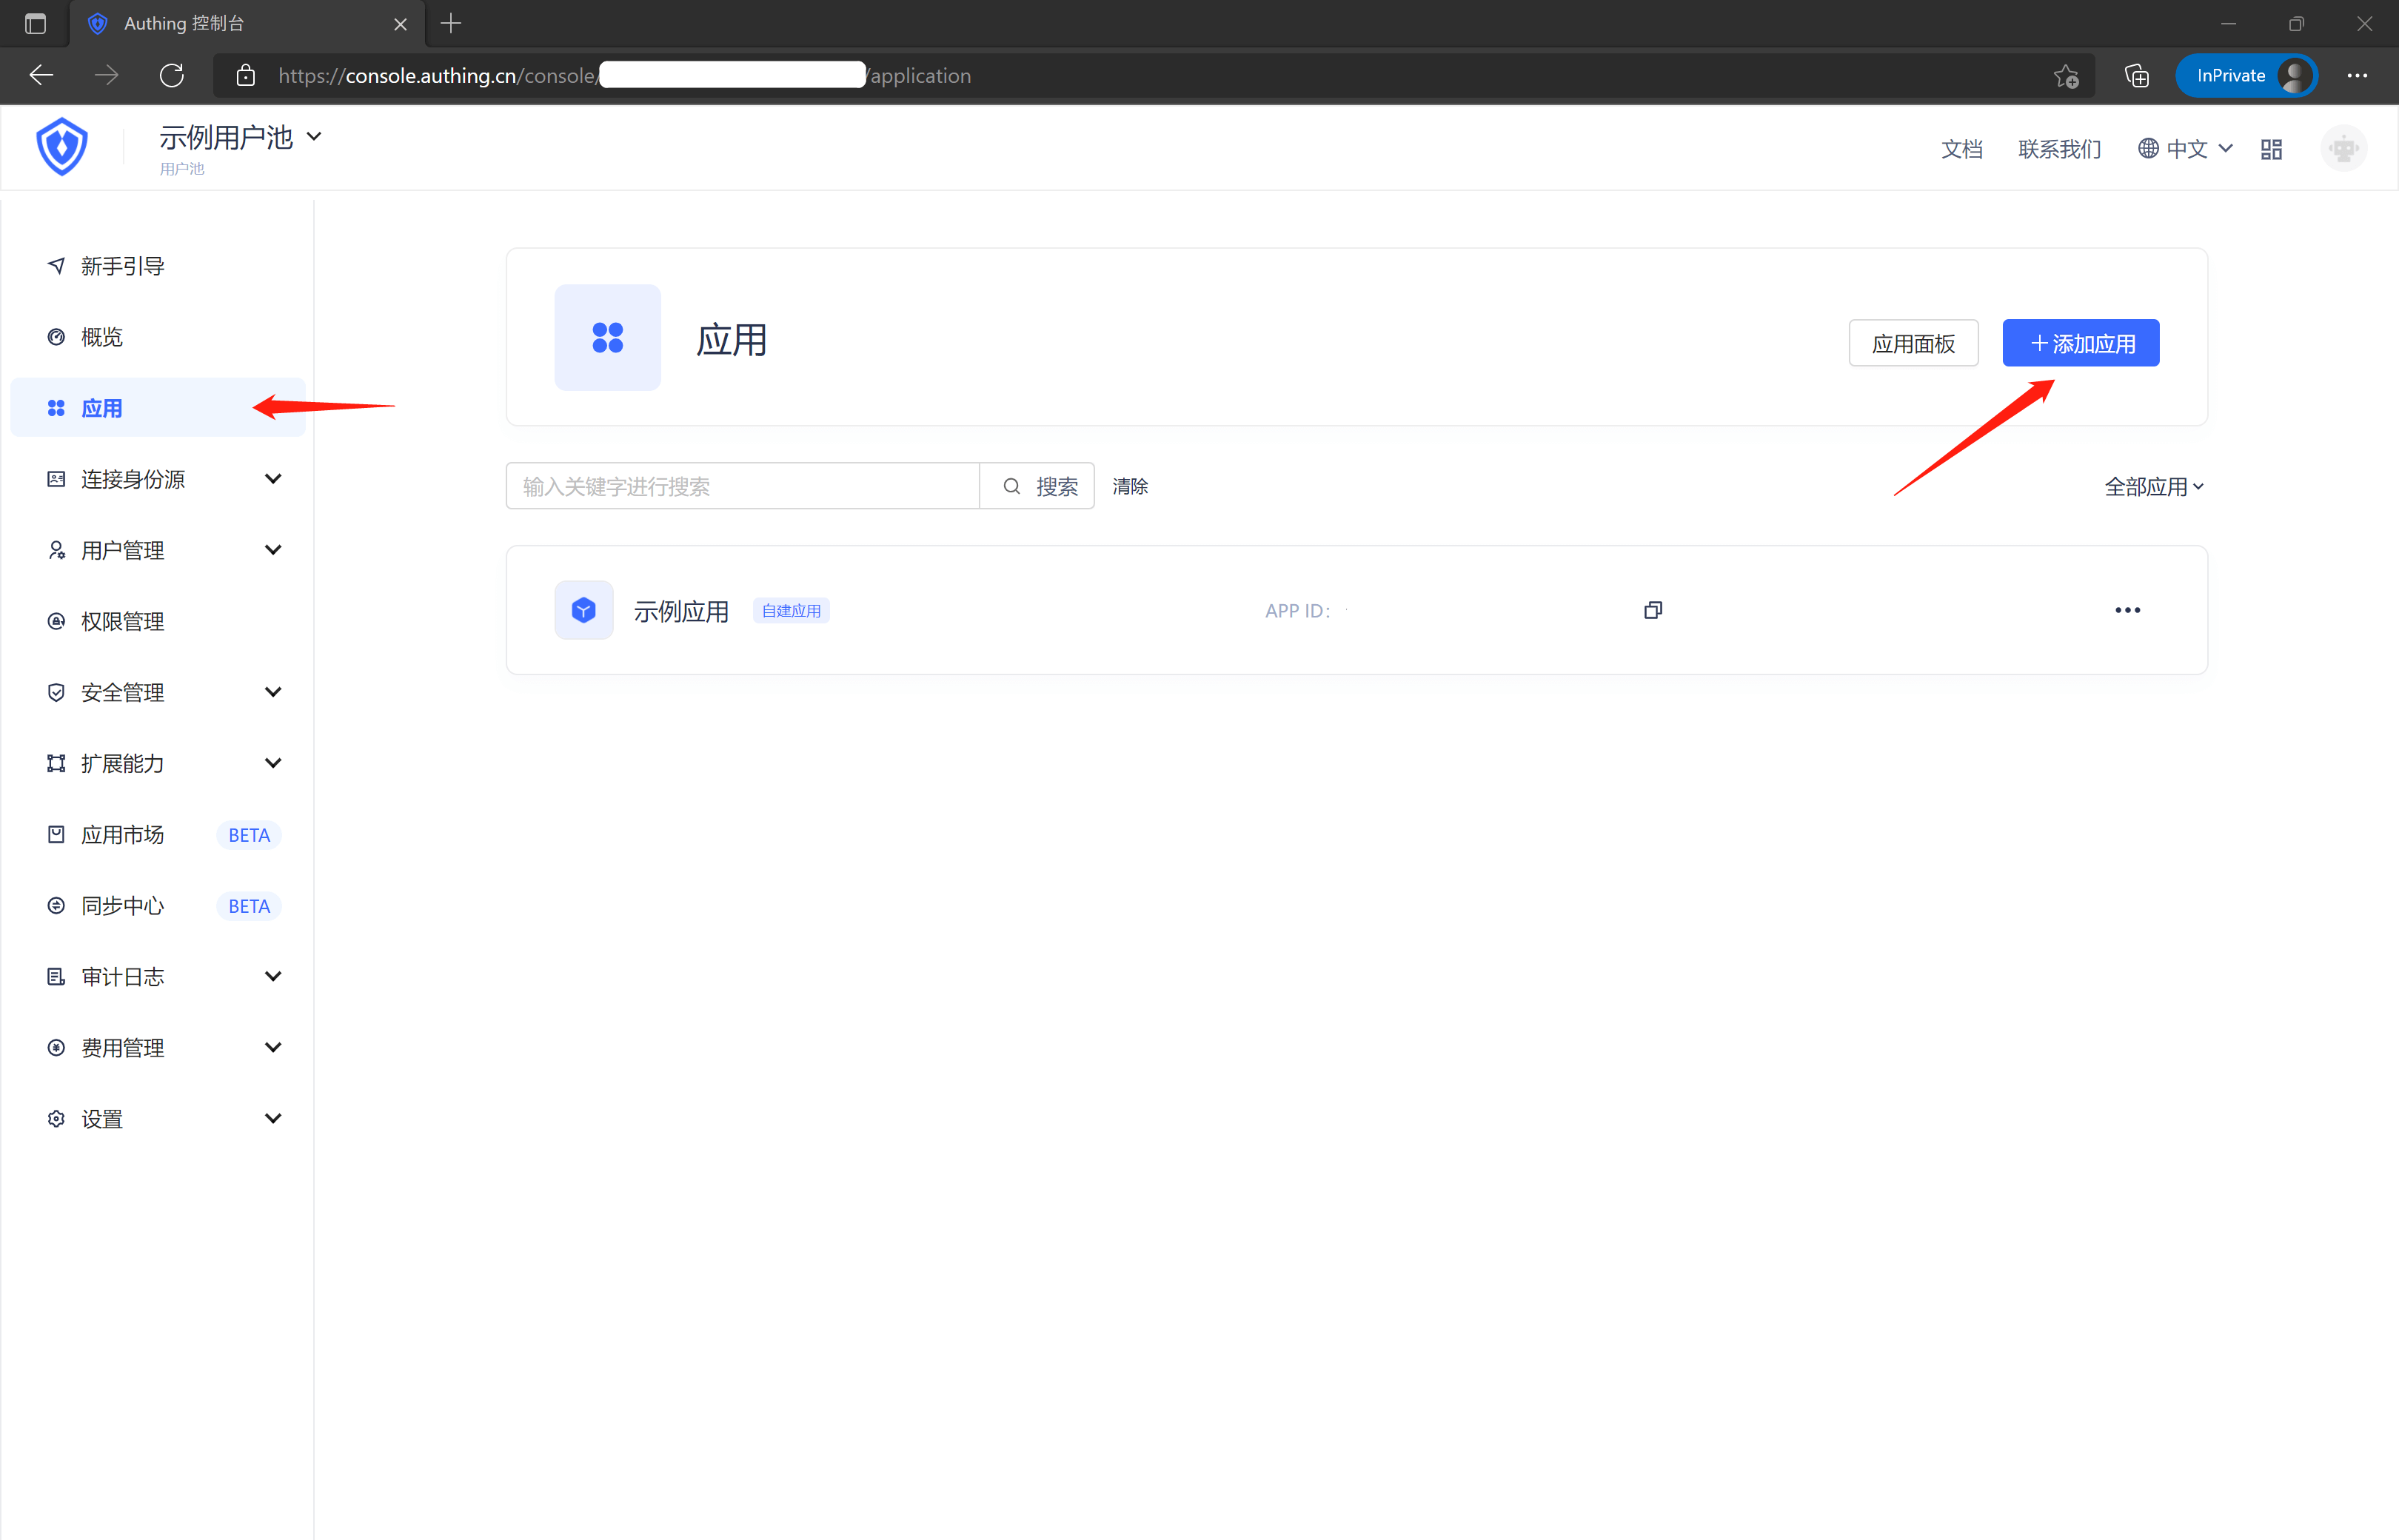 Authing 控制台
https://console.authing.cn/console/
/application
InPrivate
示例用户池
用户池
文档
联系我们
中文
新手引导
概览
应用
连接身份源
用户管理
权限管理
安全管理
扩展能力
应用市场
BETA
同步中心
BETA
审计日志
费用管理
设置
应用
应用面板
+添加应用
输入关键字进行搜索
搜索
清除
全部应用
示例应用
自建应用
APP ID：